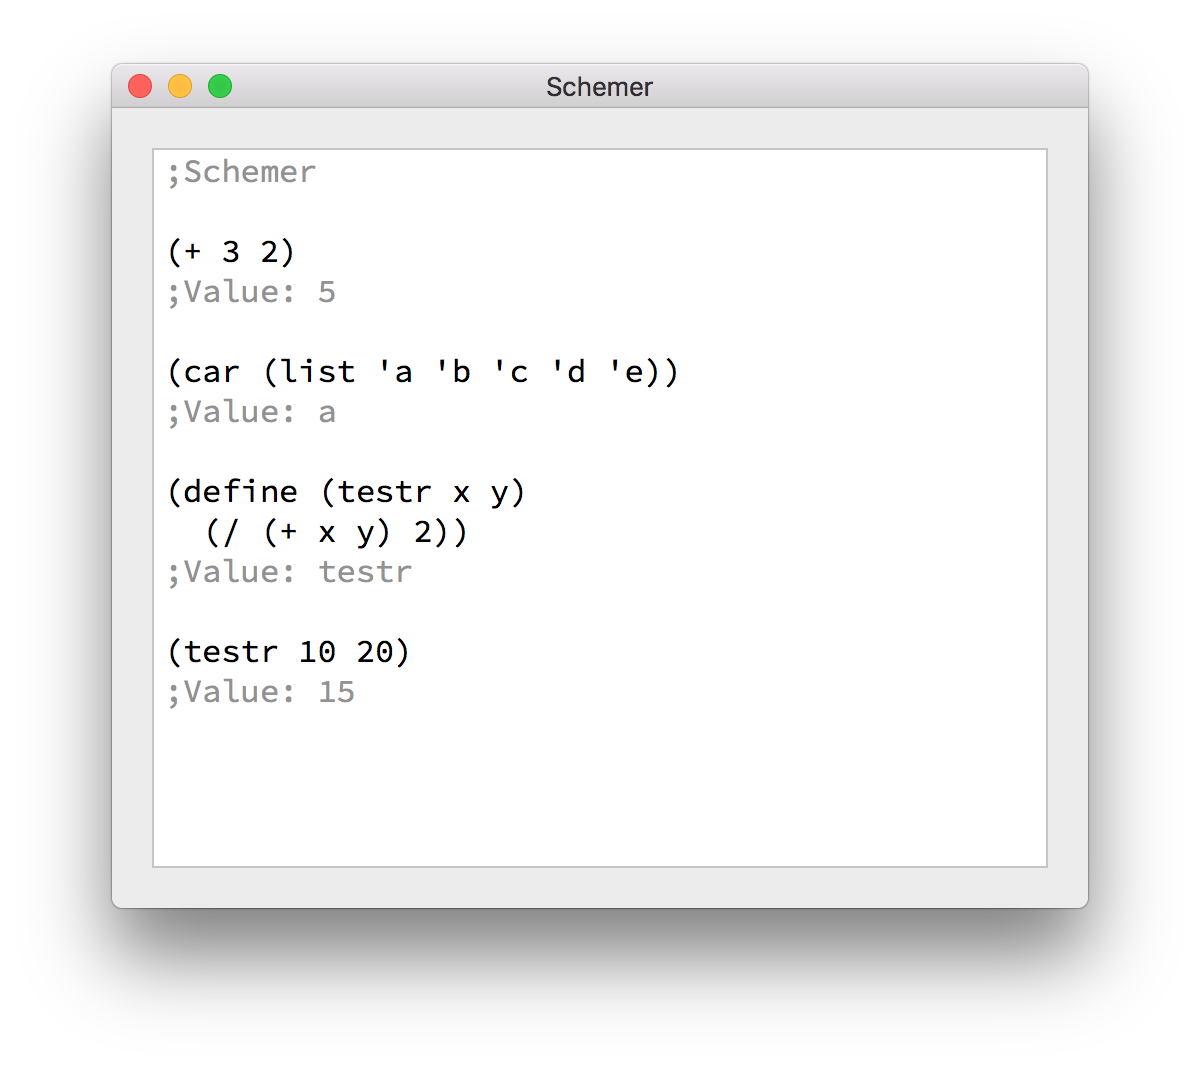 Schemer
;Schemer
(+ 3 2)
;Value: 5
(car (list 'a 'b 'c 'd 'e))
;Value: a
(define (testr x y)
  (/ (+ x y) 2))
;Value: testr
(testr 10 20)
;Value: 15